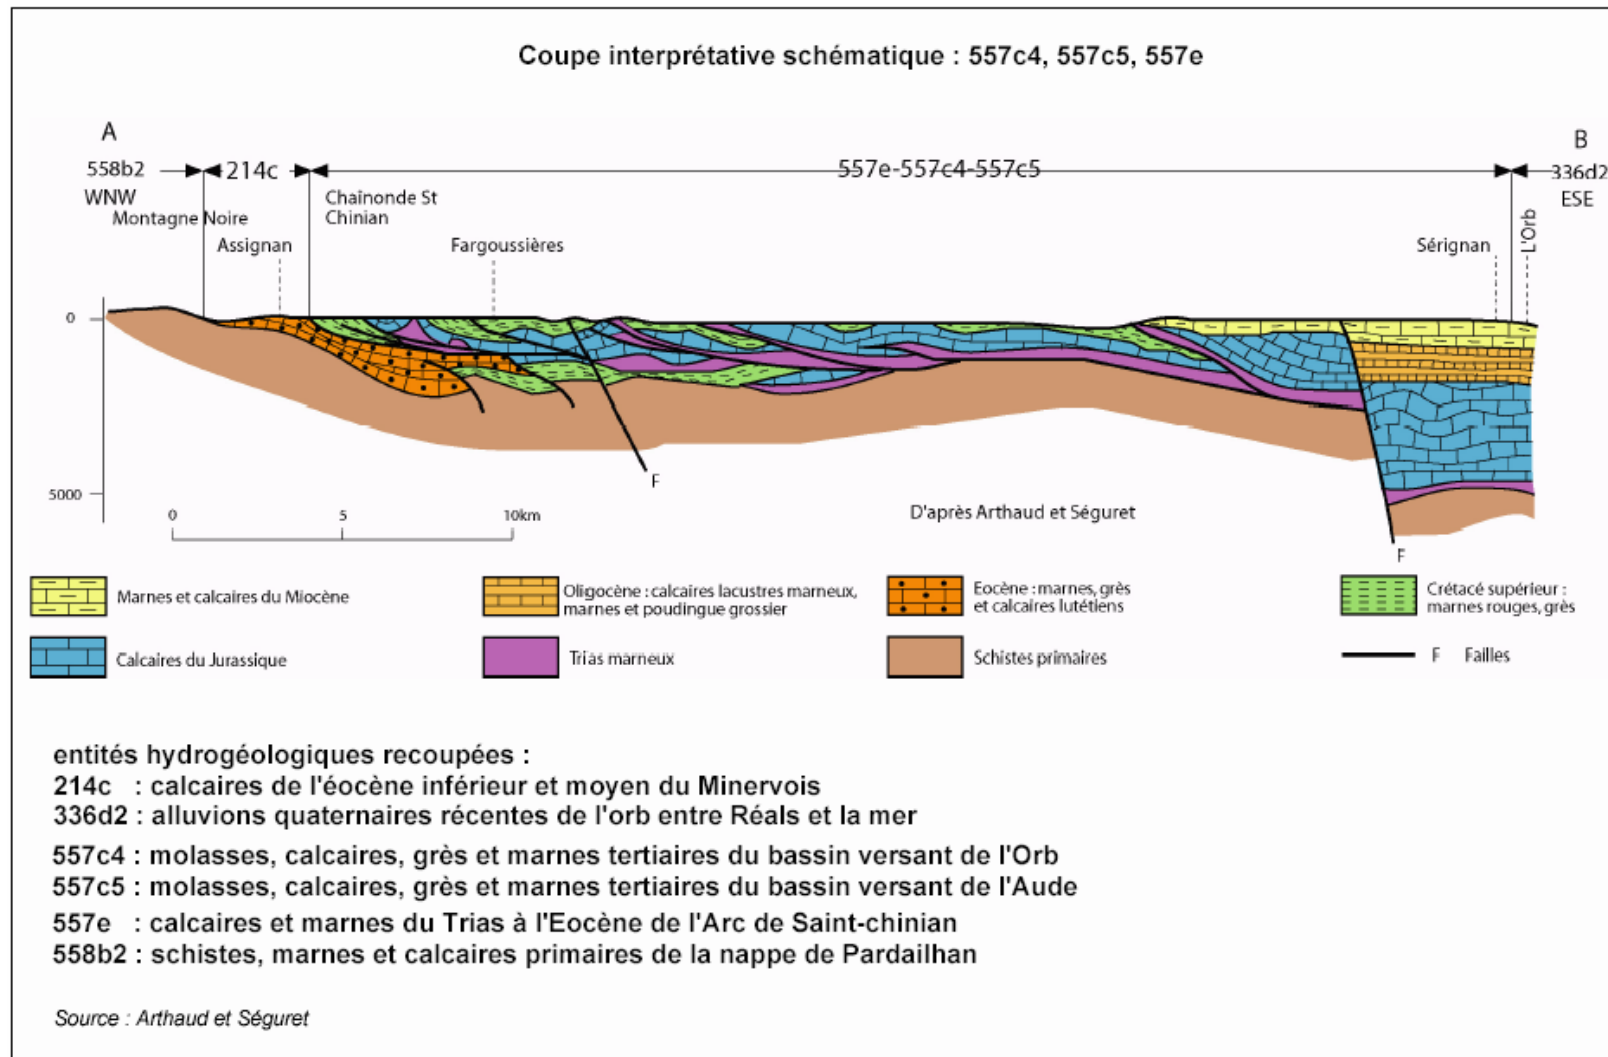 Coupe interprétative schématique : 557c4, 557c5, 557e
A
B
558b2
214c
557e-557c4-557c5
336d2
WNW
ESE
Montagne Noire
Chaînonde St
Chinian
Assignan
Fargoussières
Sérignan
L'Orb
0
5000
F
F
0 5 10km
D'après Arthaud et Séguret
Marnes et calcaires du Miocène
Oligocène : calcaires lacustres marneux,
marnes et poudingue grossier
Eocène : marnes, grès
et calcaires lutétiens
Crétacé supérieur :
marnes rouges, grès
Calcaires du Jurassique
Trias marneux
Schistes primaires
F Failles
entités hydrogéologiques recoupées :
214c : calcaires de l'éocène inférieur et moyen du Minervois
336d2 : alluvions quaternaires récentes de l'orb entre Réals et la mer
557c4 : molasses, calcaires, grès et marnes tertiaires du bassin versant de l'Orb
557c5 : molasses, calcaires, grès et marnes tertiaires du bassin versant de l'Aude
557e : calcaires et marnes du Trias à l'Eocène de l'Arc de Saint-chinian
558b2 : schistes, marnes et calcaires primaires de la nappe de Pardailhan
Source : Arthaud et Séguret